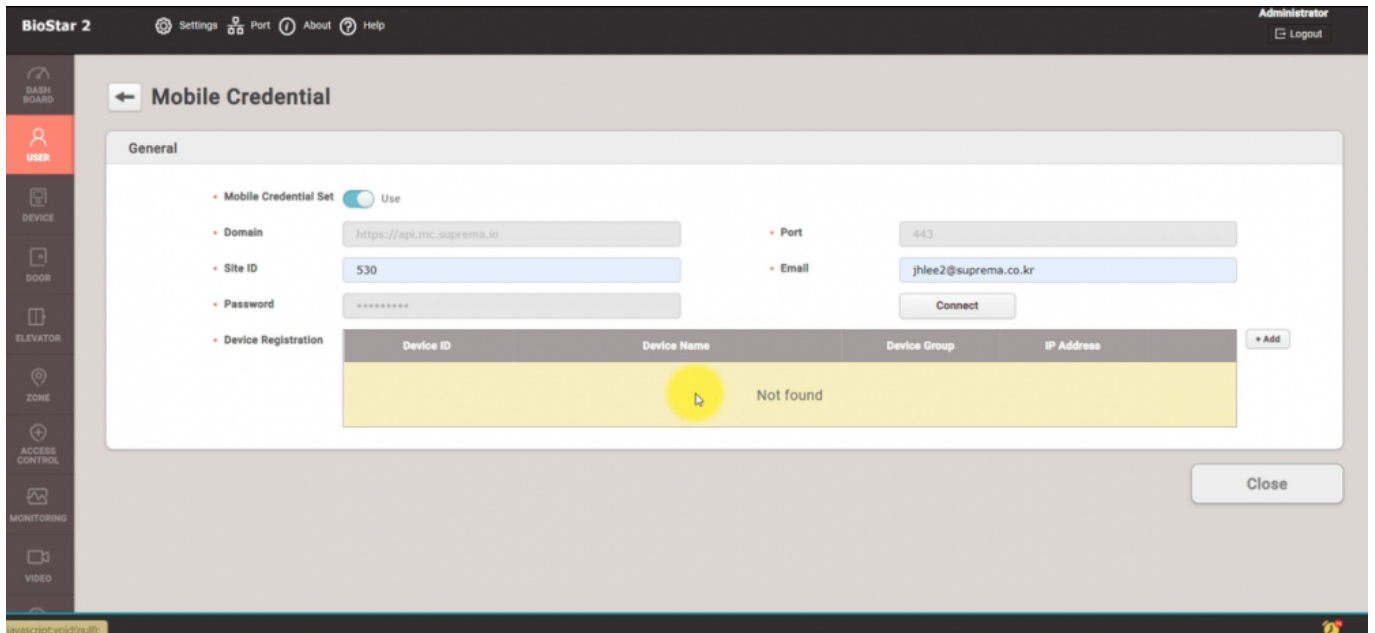 BioStar 2 Settings Port About Help Administrator
Logout
DASH
BOARD
USER
DEVICE
DOOR
ELEVATOR
ZONE
ACCESS
CONTROL
MONITORING
VIDEO
Mobile Credential
General
• Mobile Credential Set Use
• Domain https://api.mc.suprema.io • Port 443
• Site ID 530 • Email jhlee2@suprema.co.kr
• Password ••••••••• Connect
• Device Registration Device ID Device Name Device Group IP Address + Add
Not found
Close
javascript:void(null);